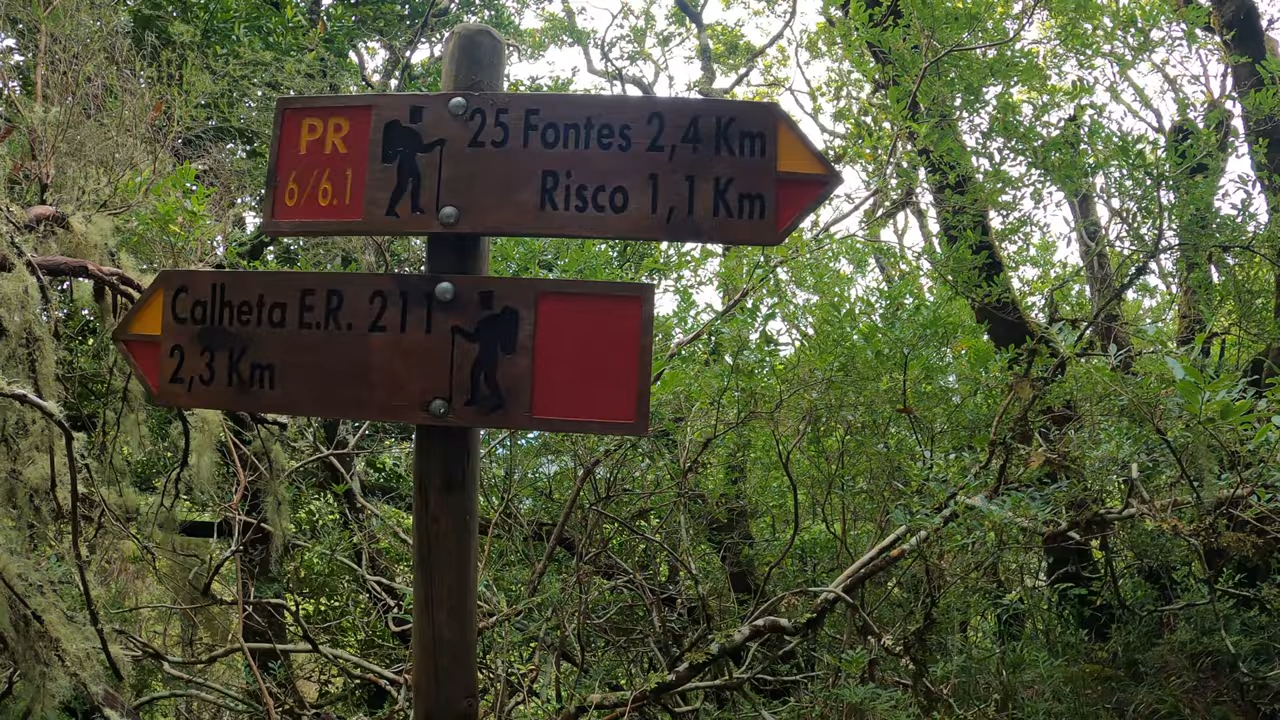 PR
6/6.1
25 Fontes 2,4 Km
Risco 1,1 Km
Calheta E.R. 211
2,3 Km